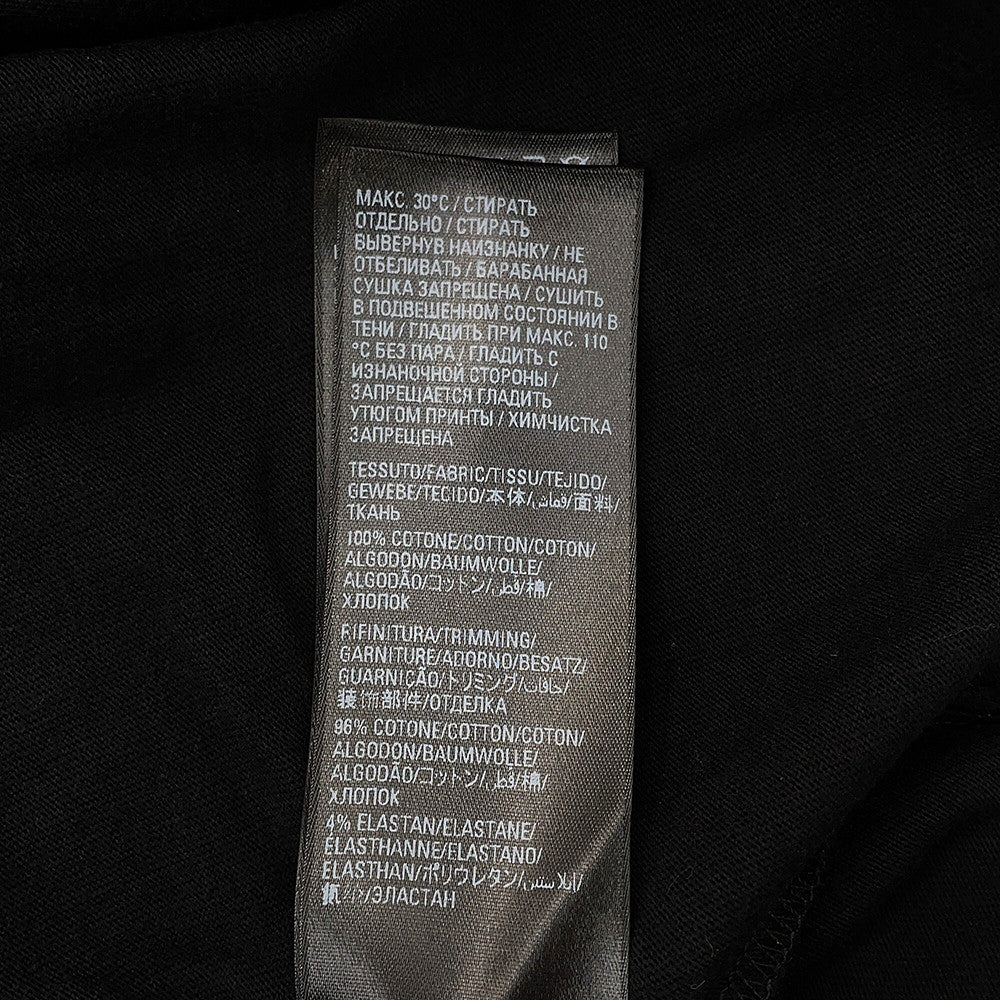 МАКС. 30°C / СТИРАТЬ
ОТДЕЛЬНО / СТИРАТЬ
ВЫВЕРНУВ НАИЗНАНКУ / НЕ
ОТБЕЛИВАТЬ / БАРАБАННАЯ
СУШКА ЗАПРЕЩЕНА / СУШИТЬ
В ПОДВЕШЕННОМ СОСТОЯНИИ В
ТЕНИ / ГЛАДИТЬ ПРИ МАКС. 110
°C БЕЗ ПАРА / ГЛАДИТЬ С
ИЗНАНОЧНОЙ СТОРОНЫ /
ЗАПРЕЩАЕТСЯ ГЛАДИТЬ
УТЮГОМ ПРИНТЫ / ХИМЧИСТКА
ЗАПРЕЩЕНА
TESSUTO/FABRIC/TISSU/TEJIDO/
GEWEBE/TECIDO/本体/قماش/面料/
ТКАНЬ
100% COTONE/COTTON/COTON/
ALGODON/BAUMWOLLE/
ALGODÃO/コットン/قطن/棉/
ХЛОПОК
RIFINITURA/TRIMMING/
GARNITURE/ADORNO/BESATZ/
GUARNIÇÃO/トリミング/حافات/
装饰部件/ОТДЕЛКА
96% COTONE/COTTON/COTON/
ALGODON/BAUMWOLLE/
ALGODÃO/コットン/قطن/棉/
ХЛОПОК
4% ELASTAN/ELASTANE/
ÉLASTHANNE/ELASTANO/
ELASTHAN/ポリウレタン/إيلاستين/
/ЭЛАСТАН